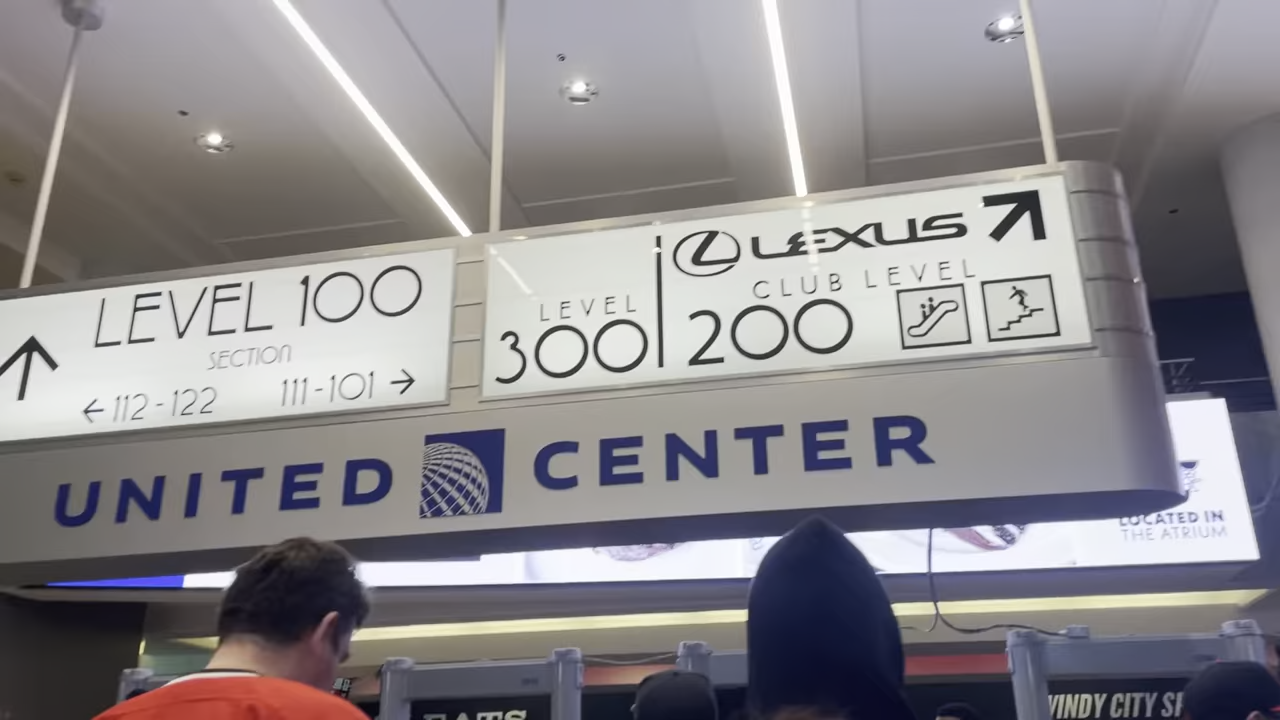 LEVEL 100
SECTION
←112-122 111-101→
LEVEL
300
LEXUS
CLUB LEVEL
200
UNITED CENTER
LOCATED IN
THE ATRIUM
EATS
WINDY CITY